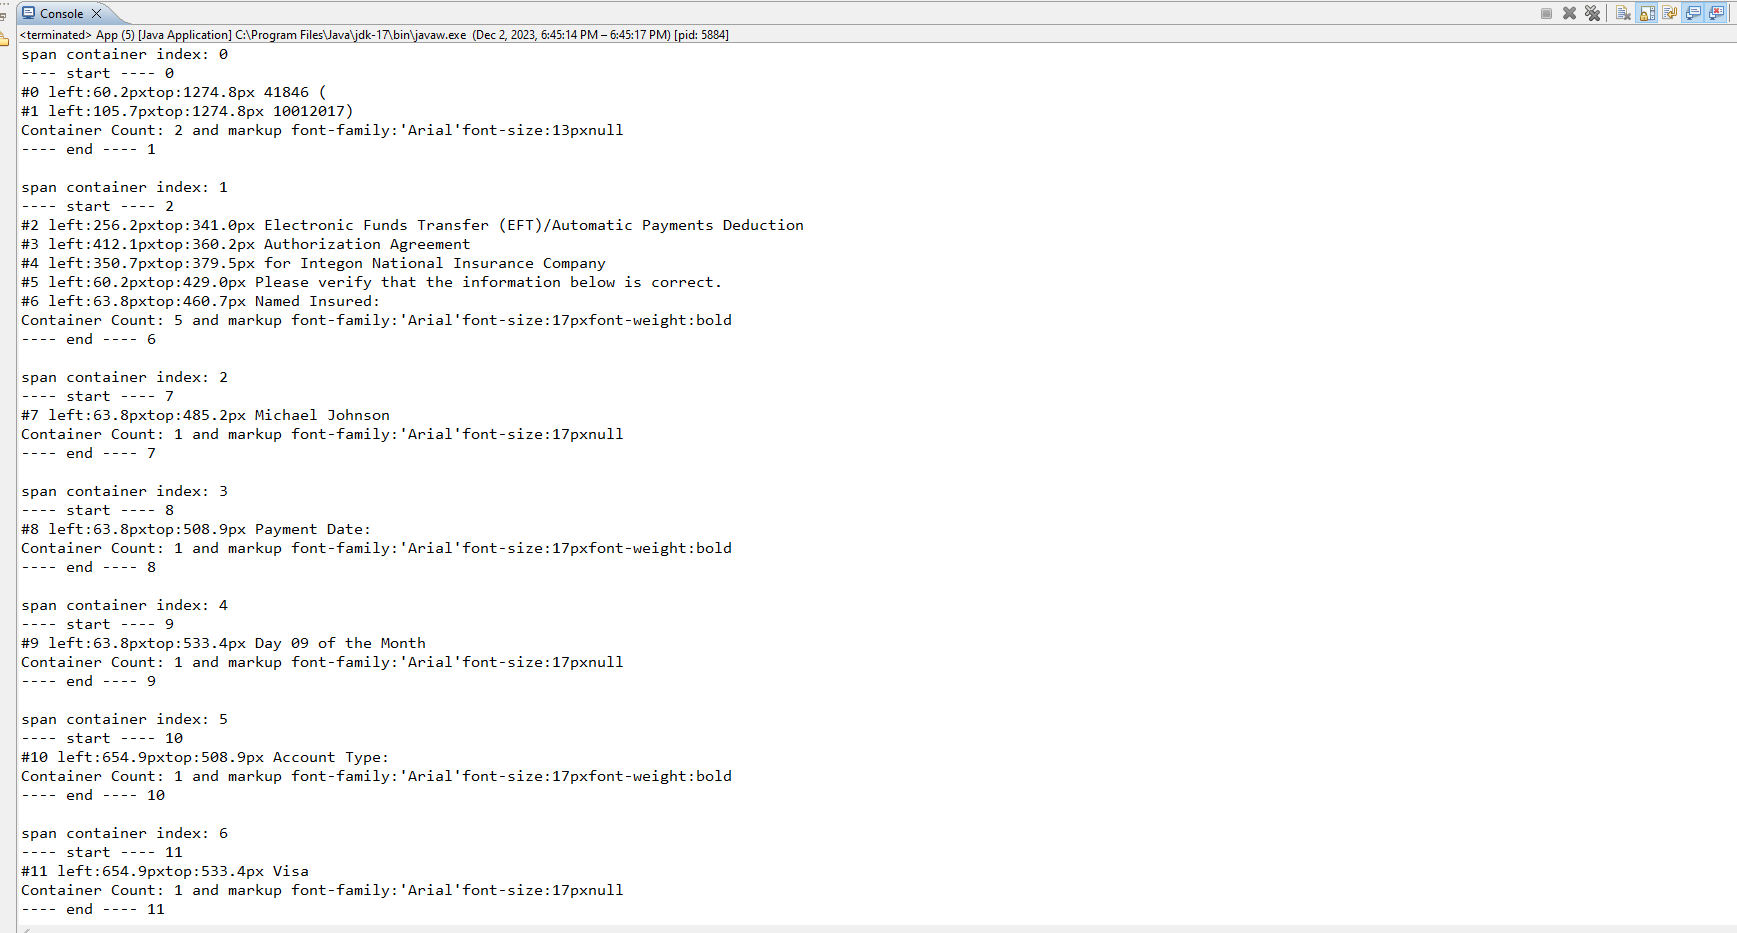 Console
<terminated> App (5) [Java Application] C:\Program Files\Java\jdk-17\bin\javaw.exe (Dec 2, 2023, 6:45:14 PM – 6:45:17 PM) [pid: 5884]
span container index: 0
---- start ---- 0
#0 left:60.2pxtop:1274.8px 41846 (
#1 left:105.7pxtop:1274.8px 10012017)
Container Count: 2 and markup font-family:'Arial'font-size:13pxnull
---- end ---- 1
span container index: 1
---- start ---- 2
#2 left:256.2pxtop:341.0px Electronic Funds Transfer (EFT)/Automatic Payments Deduction
#3 left:412.1pxtop:360.2px Authorization Agreement
#4 left:350.7pxtop:379.5px for Integon National Insurance Company
#5 left:60.2pxtop:429.0px Please verify that the information below is correct.
#6 left:63.8pxtop:460.7px Named Insured:
Container Count: 5 and markup font-family:'Arial'font-size:17pxfont-weight:bold
---- end ---- 6
span container index: 2
---- start ---- 7
#7 left:63.8pxtop:485.2px Michael Johnson
Container Count: 1 and markup font-family:'Arial'font-size:17pxnull
---- end ---- 7
span container index: 3
---- start ---- 8
#8 left:63.8pxtop:508.9px Payment Date:
Container Count: 1 and markup font-family:'Arial'font-size:17pxfont-weight:bold
---- end ---- 8
span container index: 4
---- start ---- 9
#9 left:63.8pxtop:533.4px Day 09 of the Month
Container Count: 1 and markup font-family:'Arial'font-size:17pxnull
---- end ---- 9
span container index: 5
---- start ---- 10
#10 left:654.9pxtop:508.9px Account Type:
Container Count: 1 and markup font-family:'Arial'font-size:17pxfont-weight:bold
---- end ---- 10
span container index: 6
---- start ---- 11
#11 left:654.9pxtop:533.4px Visa
Container Count: 1 and markup font-family:'Arial'font-size:17pxnull
---- end ---- 11